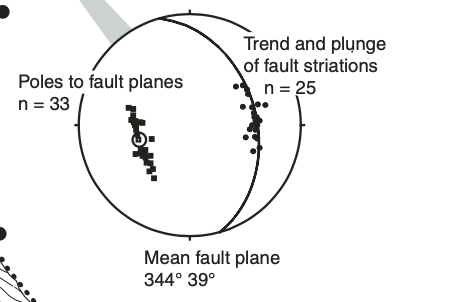 Trend and plunge
of fault striations
n = 25
Poles to fault planes
n = 33
Mean fault plane
344° 39°